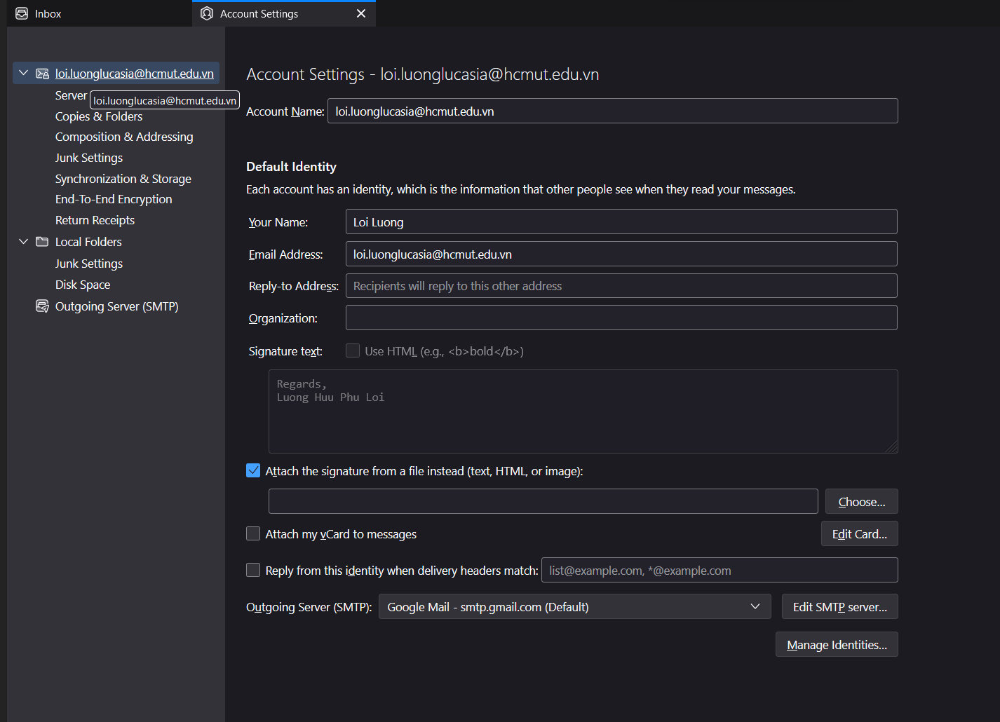 Inbox
Account Settings
loi.luonglucasia@hcmut.edu.vn
Server
loi.luonglucasia@hcmut.edu.vn
Copies & Folders
Composition & Addressing
Junk Settings
Synchronization & Storage
End-To-End Encryption
Return Receipts
Local Folders
Junk Settings
Disk Space
Outgoing Server (SMTP)
Account Settings - loi.luonglucasia@hcmut.edu.vn
Account Name: loi.luonglucasia@hcmut.edu.vn
Default Identity
Each account has an identity, which is the information that other people see when they read your messages.
Your Name: Loi Luong
Email Address: loi.luonglucasia@hcmut.edu.vn
Reply-to Address: Recipients will reply to this other address
Organization:
Signature text: Use HTML (e.g., <b>bold</b>)
Regards,
Luong Huu Phu Loi
Attach the signature from a file instead (text, HTML, or image):
Choose...
Attach my vCard to messages Edit Card...
Reply from this identity when delivery headers match: list@example.com, *@example.com
Outgoing Server (SMTP): Google Mail - smtp.gmail.com (Default) Edit SMTP server...
Manage Identities...